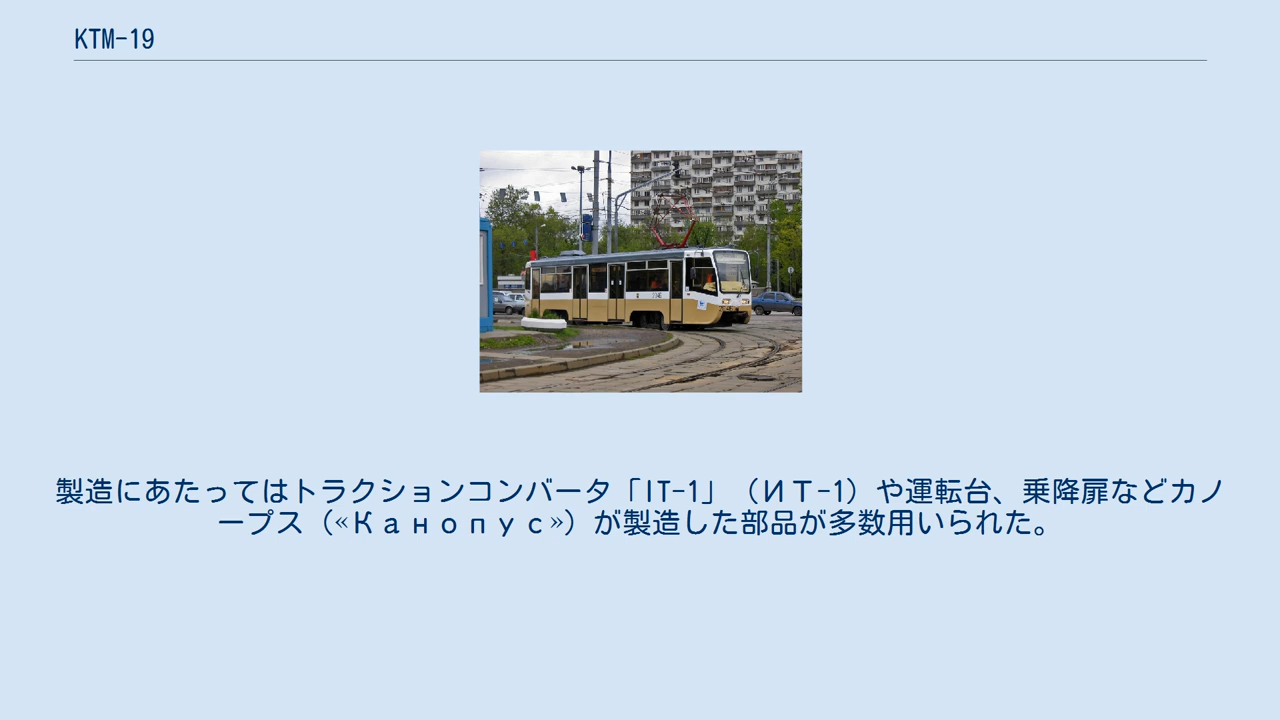 KTM-19
製造にあたってはトラクションコンバータ「IT-1」（ИТ-1）や運転台、乗降扉などカノ
ープス（«Канопус»）が製造した部品が多数用いられた。